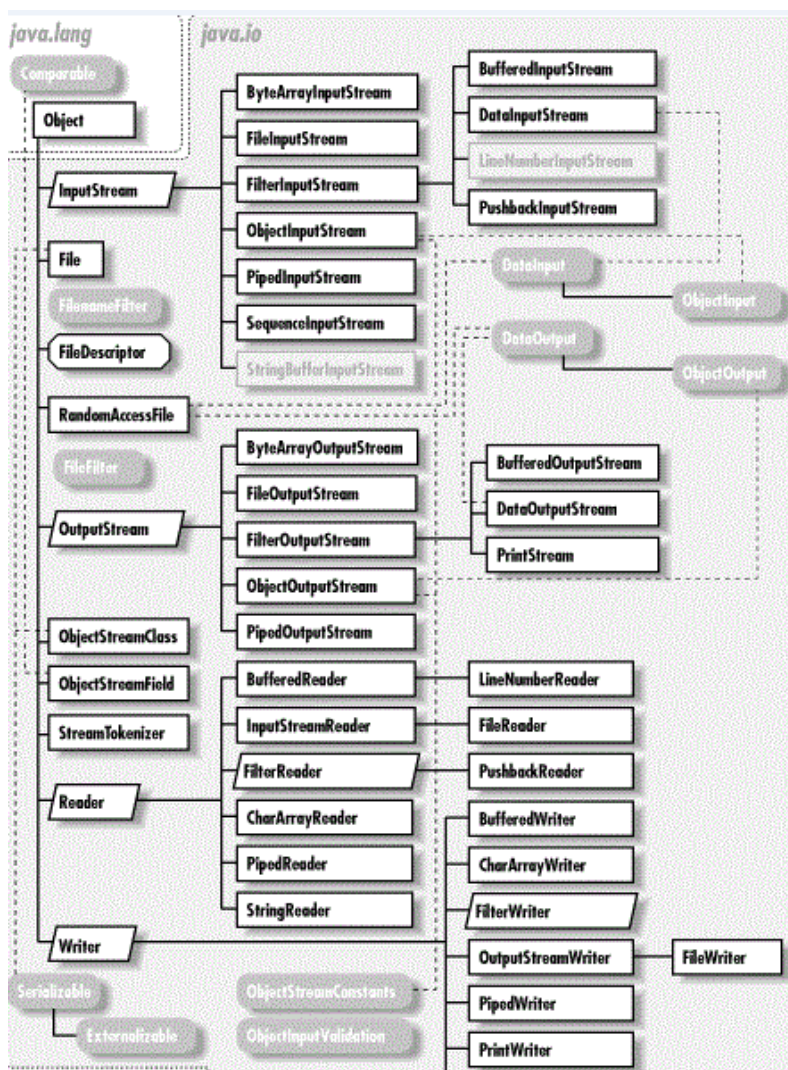 java.lang
java.io
Comparable
Object
InputStream
File
FilenameFilter
FileDescriptor
RandomAccessFile
FileFilter
OutputStream
ObjectStreamClass
ObjectStreamField
StreamTokenizer
Reader
Writer
Serializable
Externalizable
ByteArrayInputStream
FileInputStream
FilterInputStream
ObjectInputStream
PipedInputStream
SequenceInputStream
StringBufferInputStream
ByteArrayOutputStream
FileOutputStream
FilterOutputStream
ObjectOutputStream
PipedOutputStream
BufferedReader
InputStreamReader
FilterReader
CharArrayReader
PipedReader
StringReader
ObjectStreamConstants
ObjectInputValidation
BufferedInputStream
DataInputStream
LineNumberInputStream
PushbackInputStream
DataInput
ObjectInput
DataOutput
ObjectOutput
BufferedOutputStream
DataOutputStream
PrintStream
LineNumberReader
FileReader
PushbackReader
BufferedWriter
CharArrayWriter
FilterWriter
OutputStreamWriter
FileWriter
PipedWriter
PrintWriter